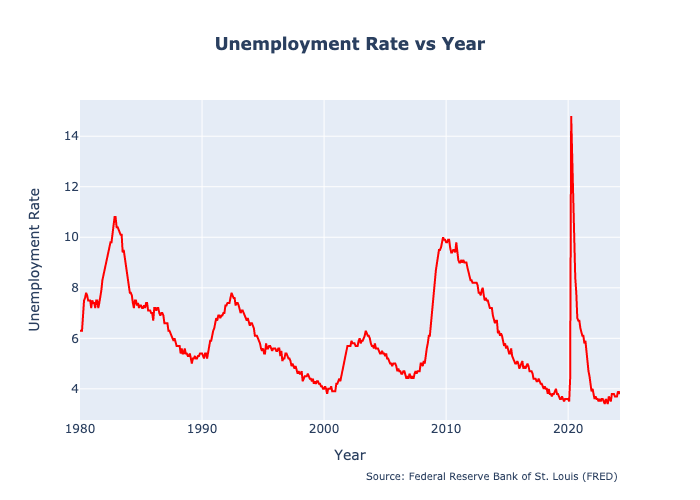 Unemployment Rate vs Year
14
12
10
8
6
4
Unemployment Rate
1980 1990 2000 2010 2020
Year
Source: Federal Reserve Bank of St. Louis (FRED)